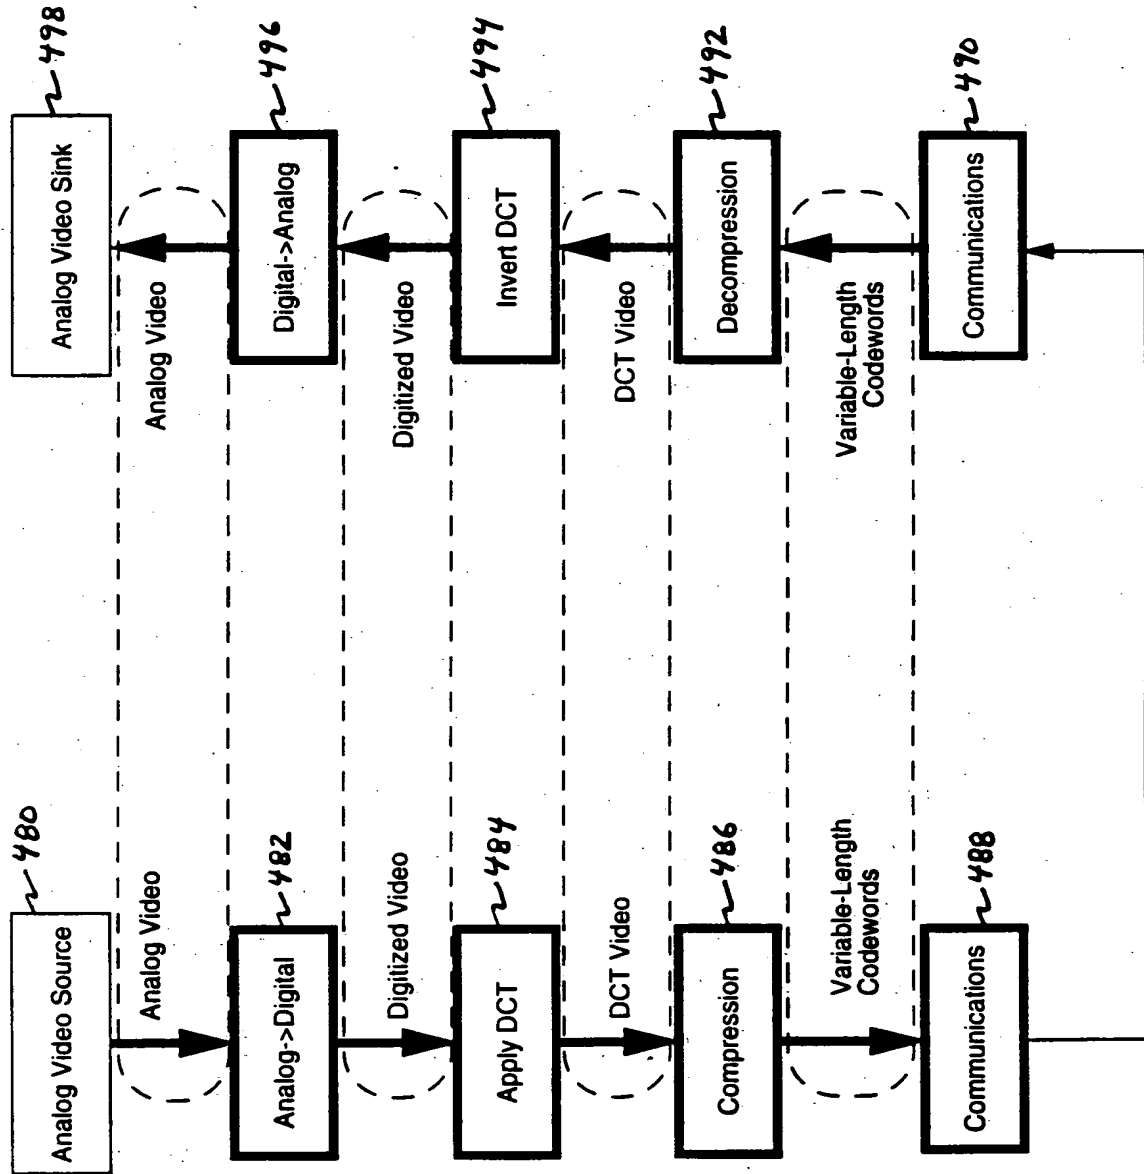 Analog Video Source
480
Analog Video Sink
498
Analog Video
Analog Video
Analog->Digital
482
Digital->Analog
496
Digitized Video
Digitized Video
Apply DCT
484
Invert DCT
494
DCT Video
DCT Video
Compression
486
Decompression
492
Variable-Length
Codewords
Variable-Length
Codewords
Communications
488
Communications
490